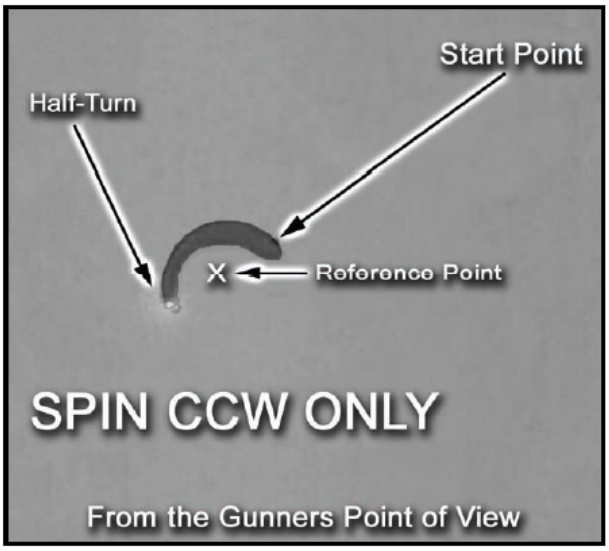 Start Point
Half-Turn
X
Reference Point
SPIN CCW ONLY
From the Gunners Point of View